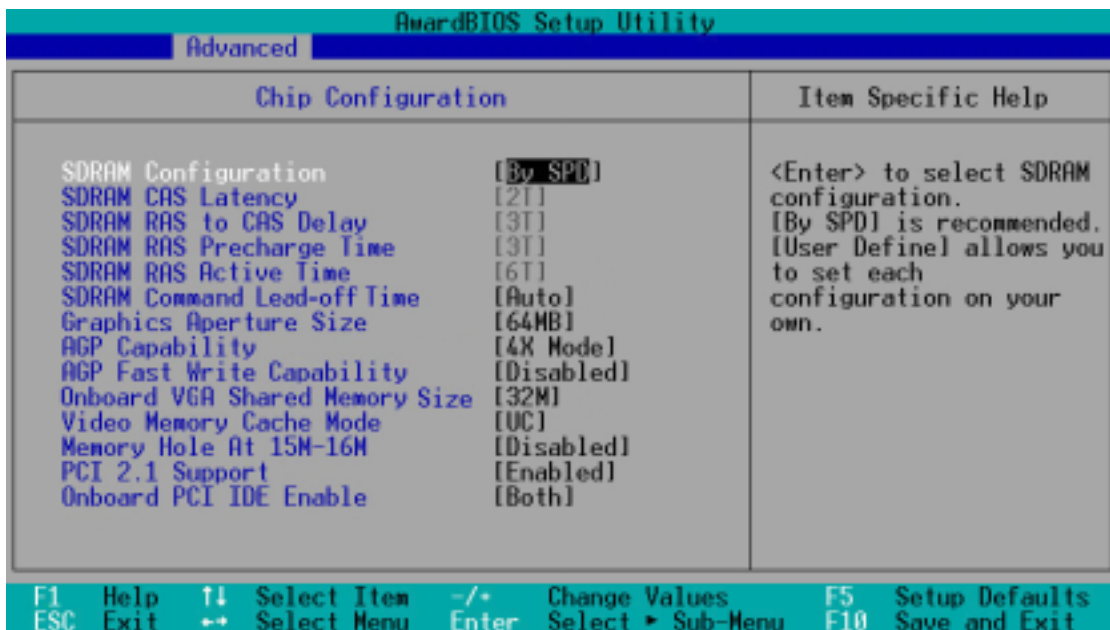 AwardBIOS Setup Utility
Advanced
Chip Configuration
Item Specific Help
SDRAM Configuration [By SPD]
SDRAM CAS Latency [2T]
SDRAM RAS to CAS Delay [3T]
SDRAM RAS Precharge Time [3T]
SDRAM RAS Active Time [6T]
SDRAM Command Lead-off Time [Auto]
Graphics Aperture Size [64MB]
AGP Capability [4X Mode]
AGP Fast Write Capability [Disabled]
Onboard VGA Shared Memory Size [32M]
Video Memory Cache Mode [UC]
Memory Hole At 15M-16M [Disabled]
PCI 2.1 Support [Enabled]
Onboard PCI IDE Enable [Both]
<Enter> to select SDRAM
configuration.
[By SPD] is recommended.
[User Define] allows you
to set each
configuration on your
own.
F1 Help ↑↓ Select Item -/+ Change Values F5 Setup Defaults
ESC Exit ←→ Select Menu Enter Select ► Sub-Menu F10 Save and Exit